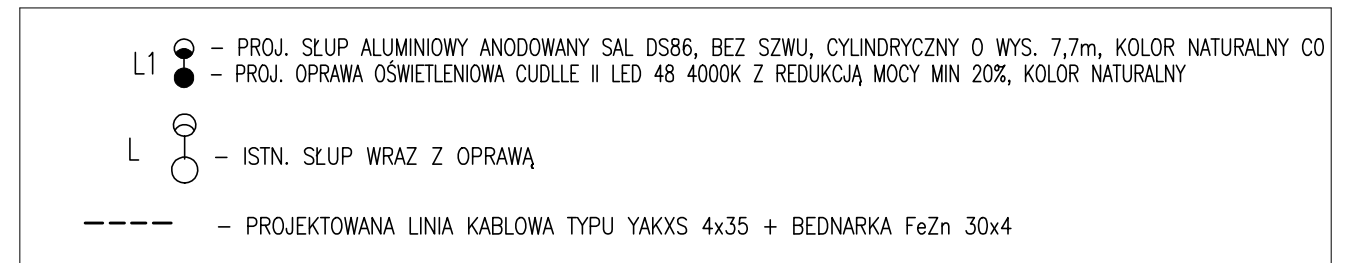 L1 – PROJ. SŁUP ALUMINIOWY ANODOWANY SAL DS86, BEZ SZWU, CYLINDRYCZNY O WYS. 7,7m, KOLOR NATURALNY C0
– PROJ. OPRAWA OŚWIETLENIOWA CUDLLE II LED 48 4000K Z REDUKCJĄ MOCY MIN 20%, KOLOR NATURALNY
L – ISTN. SŁUP WRAZ Z OPRAWĄ
– PROJEKTOWANA LINIA KABLOWA TYPU YAKXS 4x35 + BEDNARKA FeZn 30x4